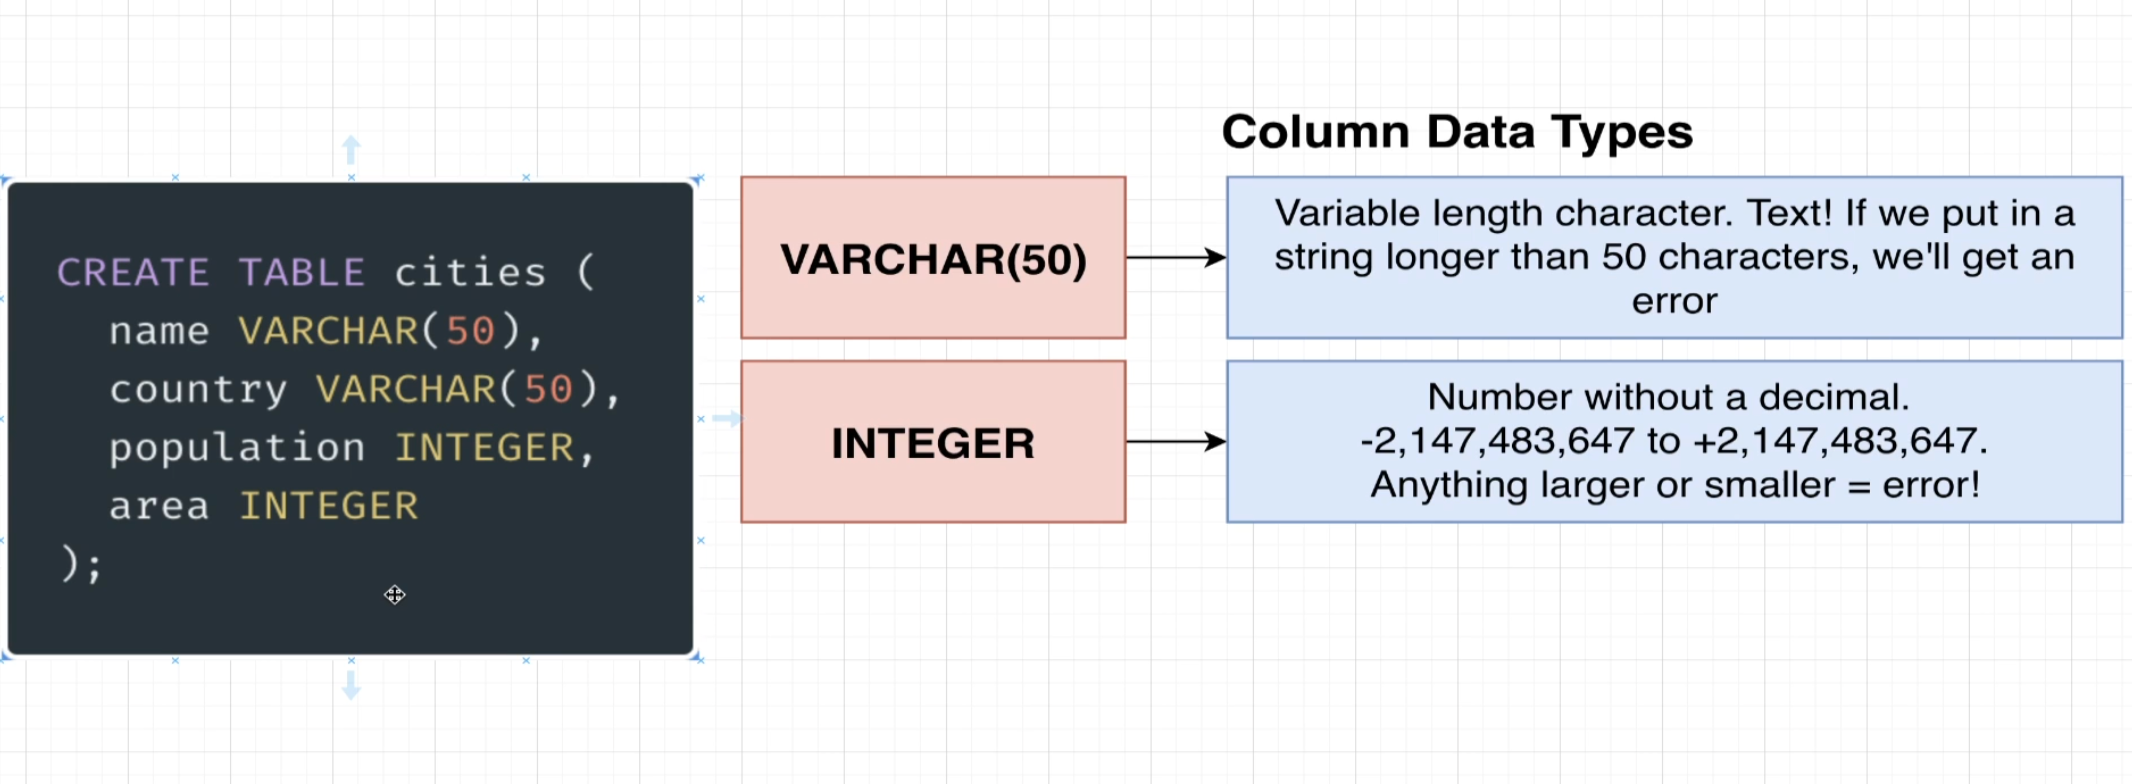 CREATE TABLE cities (
name VARCHAR(50),
country VARCHAR(50),
population INTEGER,
area INTEGER
);
Column Data Types
VARCHAR(50)
Variable length character. Text! If we put in a
string longer than 50 characters, we'll get an
error
INTEGER
Number without a decimal.
-2,147,483,647 to +2,147,483,647.
Anything larger or smaller = error!